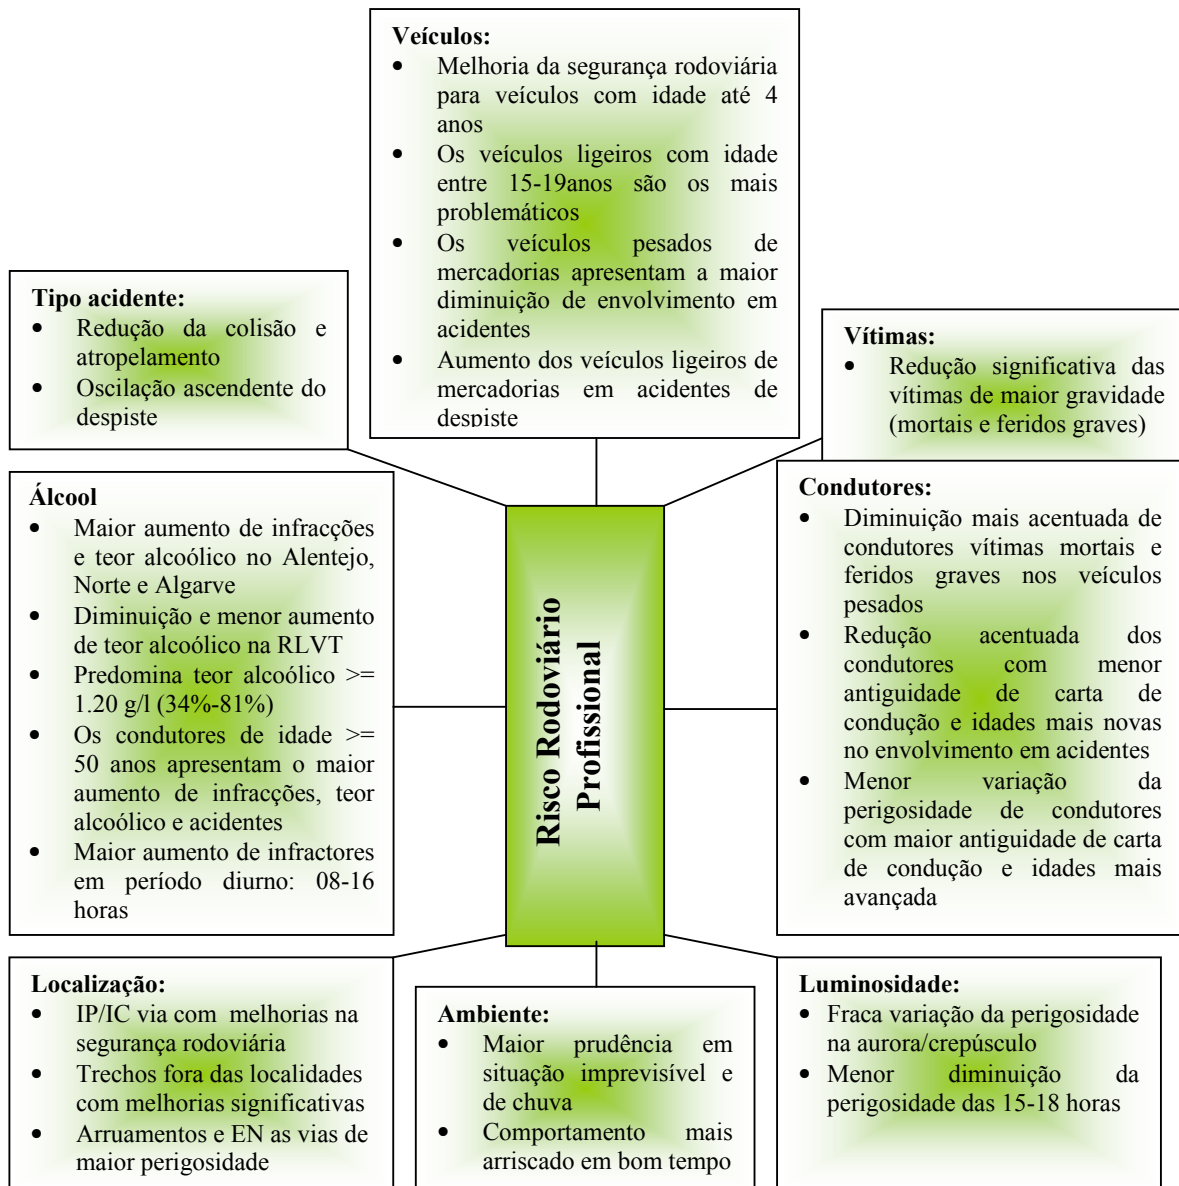 Veículos:
• Melhoria da segurança rodoviária
para veículos com idade até 4
anos
• Os veículos ligeiros com idade
entre 15-19anos são os mais
problemáticos
• Os veículos pesados de
mercadorias apresentam a maior
diminuição de envolvimento em
acidentes
• Aumento dos veículos ligeiros de
mercadorias em acidentes de
despiste
Tipo acidente:
• Redução da colisão e
atropelamento
• Oscilação ascendente do
despiste
Vítimas:
• Redução significativa das
vítimas de maior gravidade
(mortais e feridos graves)
Álcool
• Maior aumento de infracções
e teor alcoólico no Alentejo,
Norte e Algarve
• Diminuição e menor aumento
de teor alcoólico na RLVT
• Predomina teor alcoólico >=
1.20 g/l (34%-81%)
• Os condutores de idade >=
50 anos apresentam o maior
aumento de infracções, teor
alcoólico e acidentes
• Maior aumento de infractores
em período diurno: 08-16
horas
Risco Rodoviário
Profissional
Condutores:
• Diminuição mais acentuada de
condutores vítimas mortais e
feridos graves nos veículos
pesados
• Redução acentuada dos
condutores com menor
antiguidade de carta de
condução e idades mais novas
no envolvimento em acidentes
• Menor variação da
perigosidade de condutores
com maior antiguidade de carta
de condução e idades mais
avançada
Localização:
• IP/IC via com melhorias na
segurança rodoviária
• Trechos fora das localidades
com melhorias significativas
• Arruamentos e EN as vias de
maior perigosidade
Ambiente:
• Maior prudência em
situação imprevisível e
de chuva
• Comportamento mais
arriscado em bom tempo
Luminosidade:
• Fraca variação da perigosidade
na aurora/crepúsculo
• Menor diminuição da
perigosidade das 15-18 horas